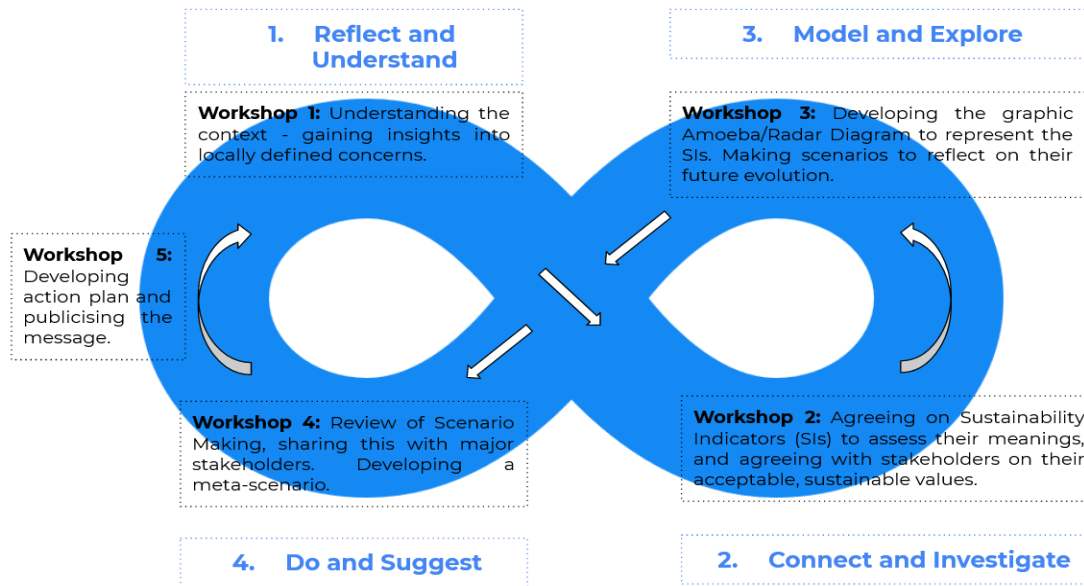 1. Reflect and
Understand
3. Model and Explore
Workshop 1: Understanding the
context - gaining insights into
locally defined concerns.
Workshop 3: Developing the graphic
Amoeba/Radar Diagram to represent the
SIs. Making scenarios to reflect on their
future evolution.
Workshop 5:
Developing
action plan and
publicising the
message.
Workshop 4: Review of Scenario
Making, sharing this with major
stakeholders. Developing a
meta-scenario.
Workshop 2: Agreeing on Sustainability
Indicators (SIs) to assess their meanings,
and agreeing with stakeholders on their
acceptable, sustainable values.
4. Do and Suggest
2. Connect and Investigate